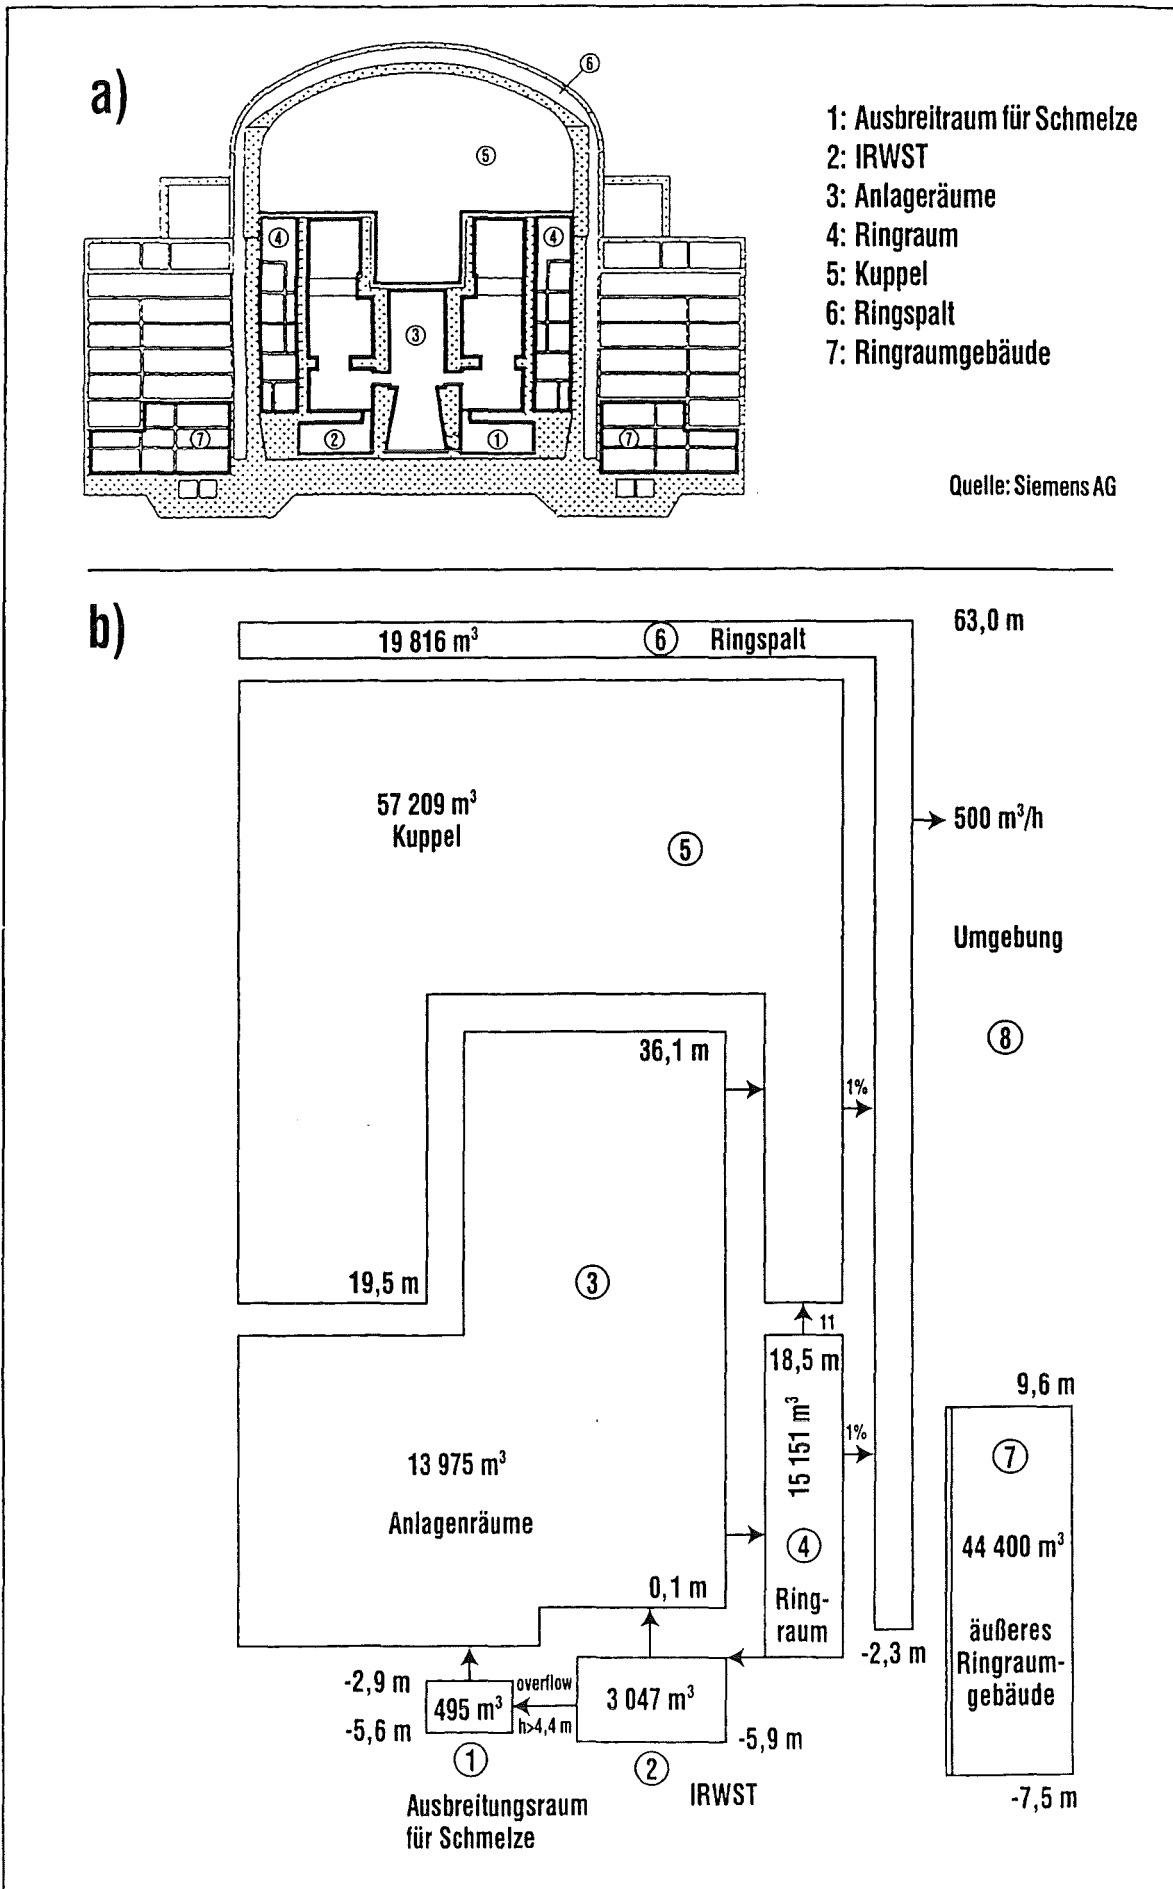 a)
6
5
4
4
3
2
1
7
7
1: Ausbreitraum für Schmelze
2: IRWST
3: Anlageräume
4: Ringraum
5: Kuppel
6: Ringspalt
7: Ringraumgebäude
Quelle: Siemens AG
b)
19 816 m³
6
Ringspalt
63,0 m
57 209 m³
Kuppel
5
500 m³/h
Umgebung
8
36,1 m
1%
19,5 m
3
11
18,5 m
15 151 m³
1%
4
Ring-
raum
13 975 m³
Anlagenräume
0,1 m
9,6 m
7
44 400 m³
äußeres
Ringraum-
gebäude
-7,5 m
-2,3 m
-2,9 m
-5,6 m
495 m³
overflow
h>4,4 m
3 047 m³
-5,9 m
1
2
Ausbreitungsraum
für Schmelze
IRWST